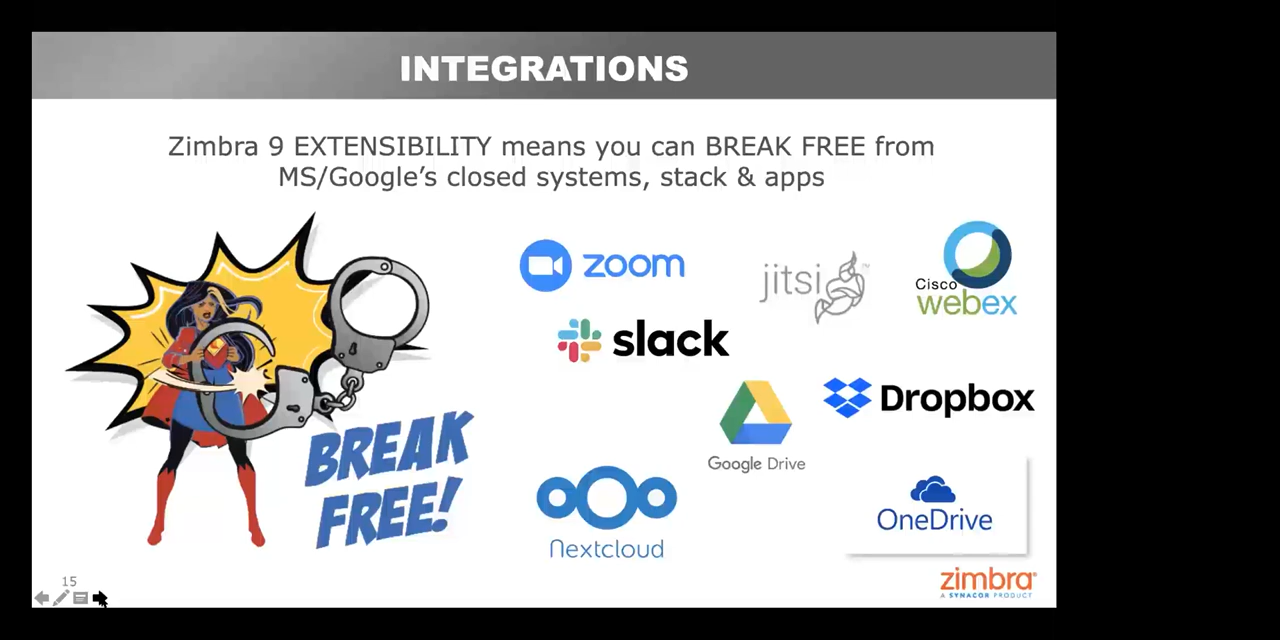 INTEGRATIONS
Zimbra 9 EXTENSIBILITY means you can BREAK FREE from
MS/Google’s closed systems, stack & apps
zoom
jitsi™
Cisco
webex
slack
Dropbox
Google Drive
BREAK
FREE!
Nextcloud
OneDrive
15
zimbra®
A SYNACOR PRODUCT